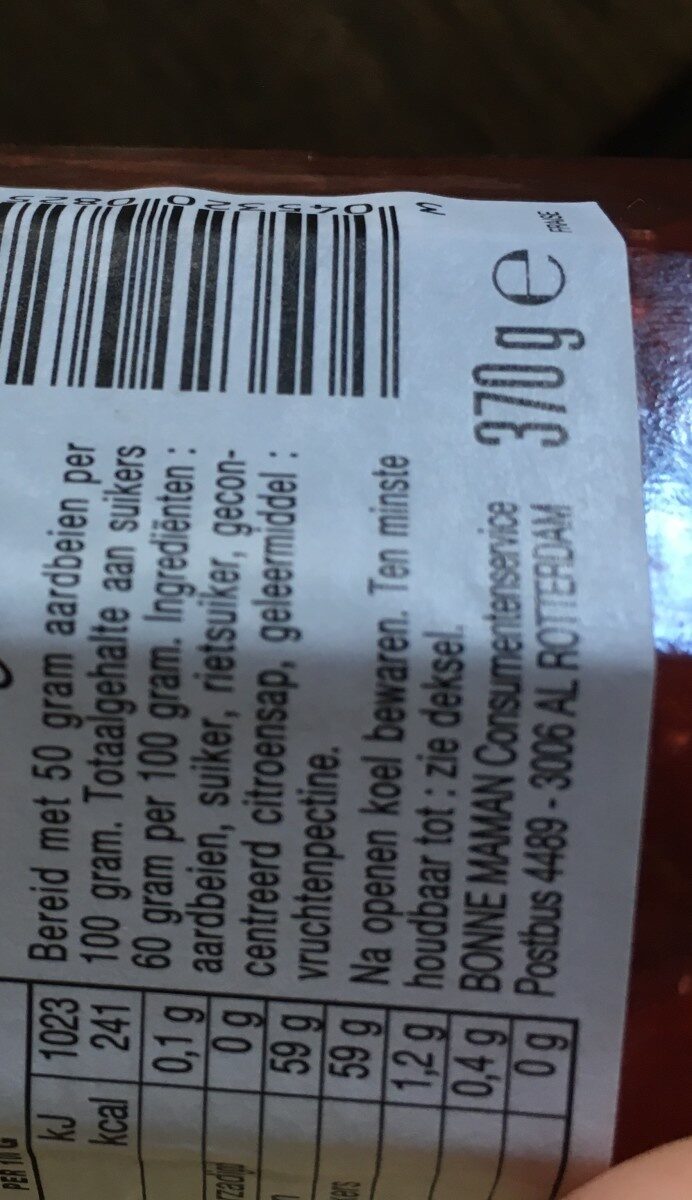 PER 100 G
kJ 1023
kcal 241
0,1 g
0 g
59 g
59 g
1,2 g
0,4 g
0 g
Bereid met 50 gram aardbeien per
100 gram. Totaalgehalte aan suikers
60 gram per 100 gram. Ingrediënten :
aardbeien, suiker, rietsuiker, gecon-
centreerd citroensap, geleermiddel :
vruchtenpectine.
Na openen koel bewaren. Ten minste
houdbaar tot : zie deksel.
BONNE MAMAN Consumentenservice
Postbus 4489 - 3006 AL ROTTERDAM
370 g e
FRASE